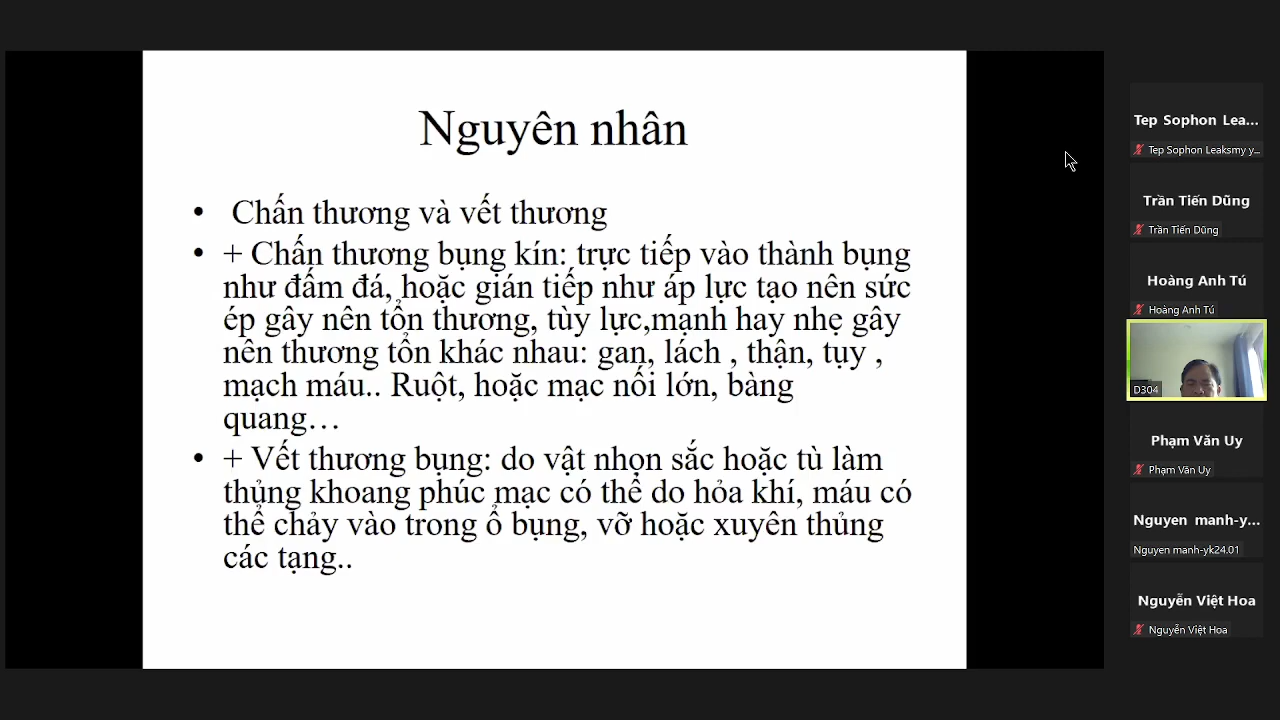 Nguyên nhân
• Chấn thương và vết thương
• + Chấn thương bụng kín: trực tiếp vào thành bụng
như đấm đá, hoặc gián tiếp như áp lực tạo nên sức
ép gây nên tổn thương, tùy lực,mạnh hay nhẹ gây
nên thương tổn khác nhau: gan, lách , thận, tụy ,
mạch máu.. Ruột, hoặc mạc nối lớn, bàng
quang…
• + Vết thương bụng: do vật nhọn sắc hoặc tù làm
thủng khoang phúc mạc có thể do hỏa khí, máu có
thể chảy vào trong ổ bụng, vỡ hoặc xuyên thủng
các tạng..
Tep Sophon Lea...
Tep Sophon Leaksmy y...
Trần Tiến Dũng
Trần Tiến Dũng
Hoàng Anh Tú
Hoàng Anh Tú
D304
Phạm Văn Uy
Phạm Văn Uy
Nguyen manh-y...
Nguyen manh-yk24.01
Nguyễn Việt Hoa
Nguyễn Việt Hoa